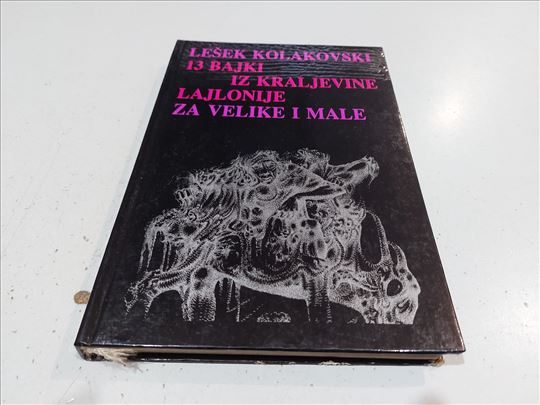 LEŠEK KOLAKOVSKI
13 BAJKI
IZ KRALJEVINE
LAJLONIJE
ZA VELIKE I MALE